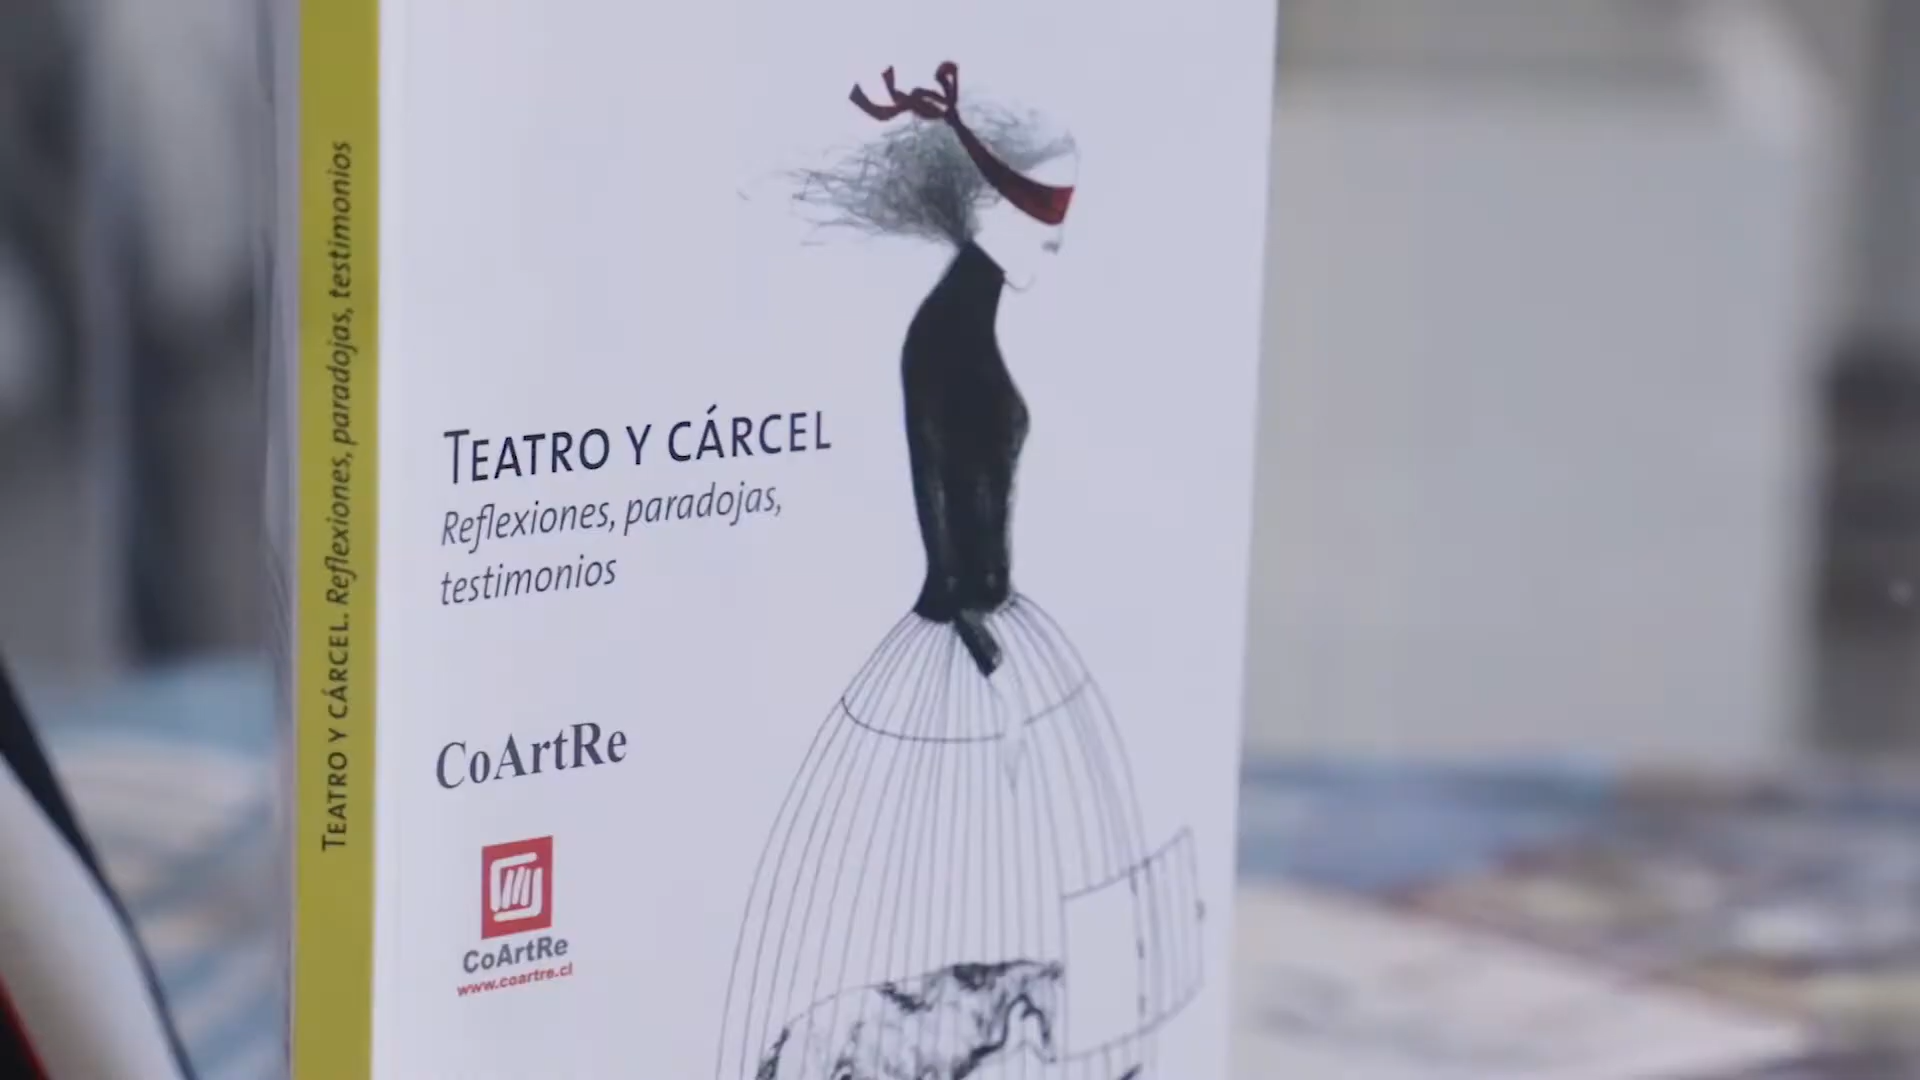 TEATRO Y CÁRCEL. Reflexiones, paradojas, testimonios
TEATRO Y CÁRCEL
Reflexiones, paradojas,
testimonios
CoArtRe
CoArtRe
www.coartre.cl